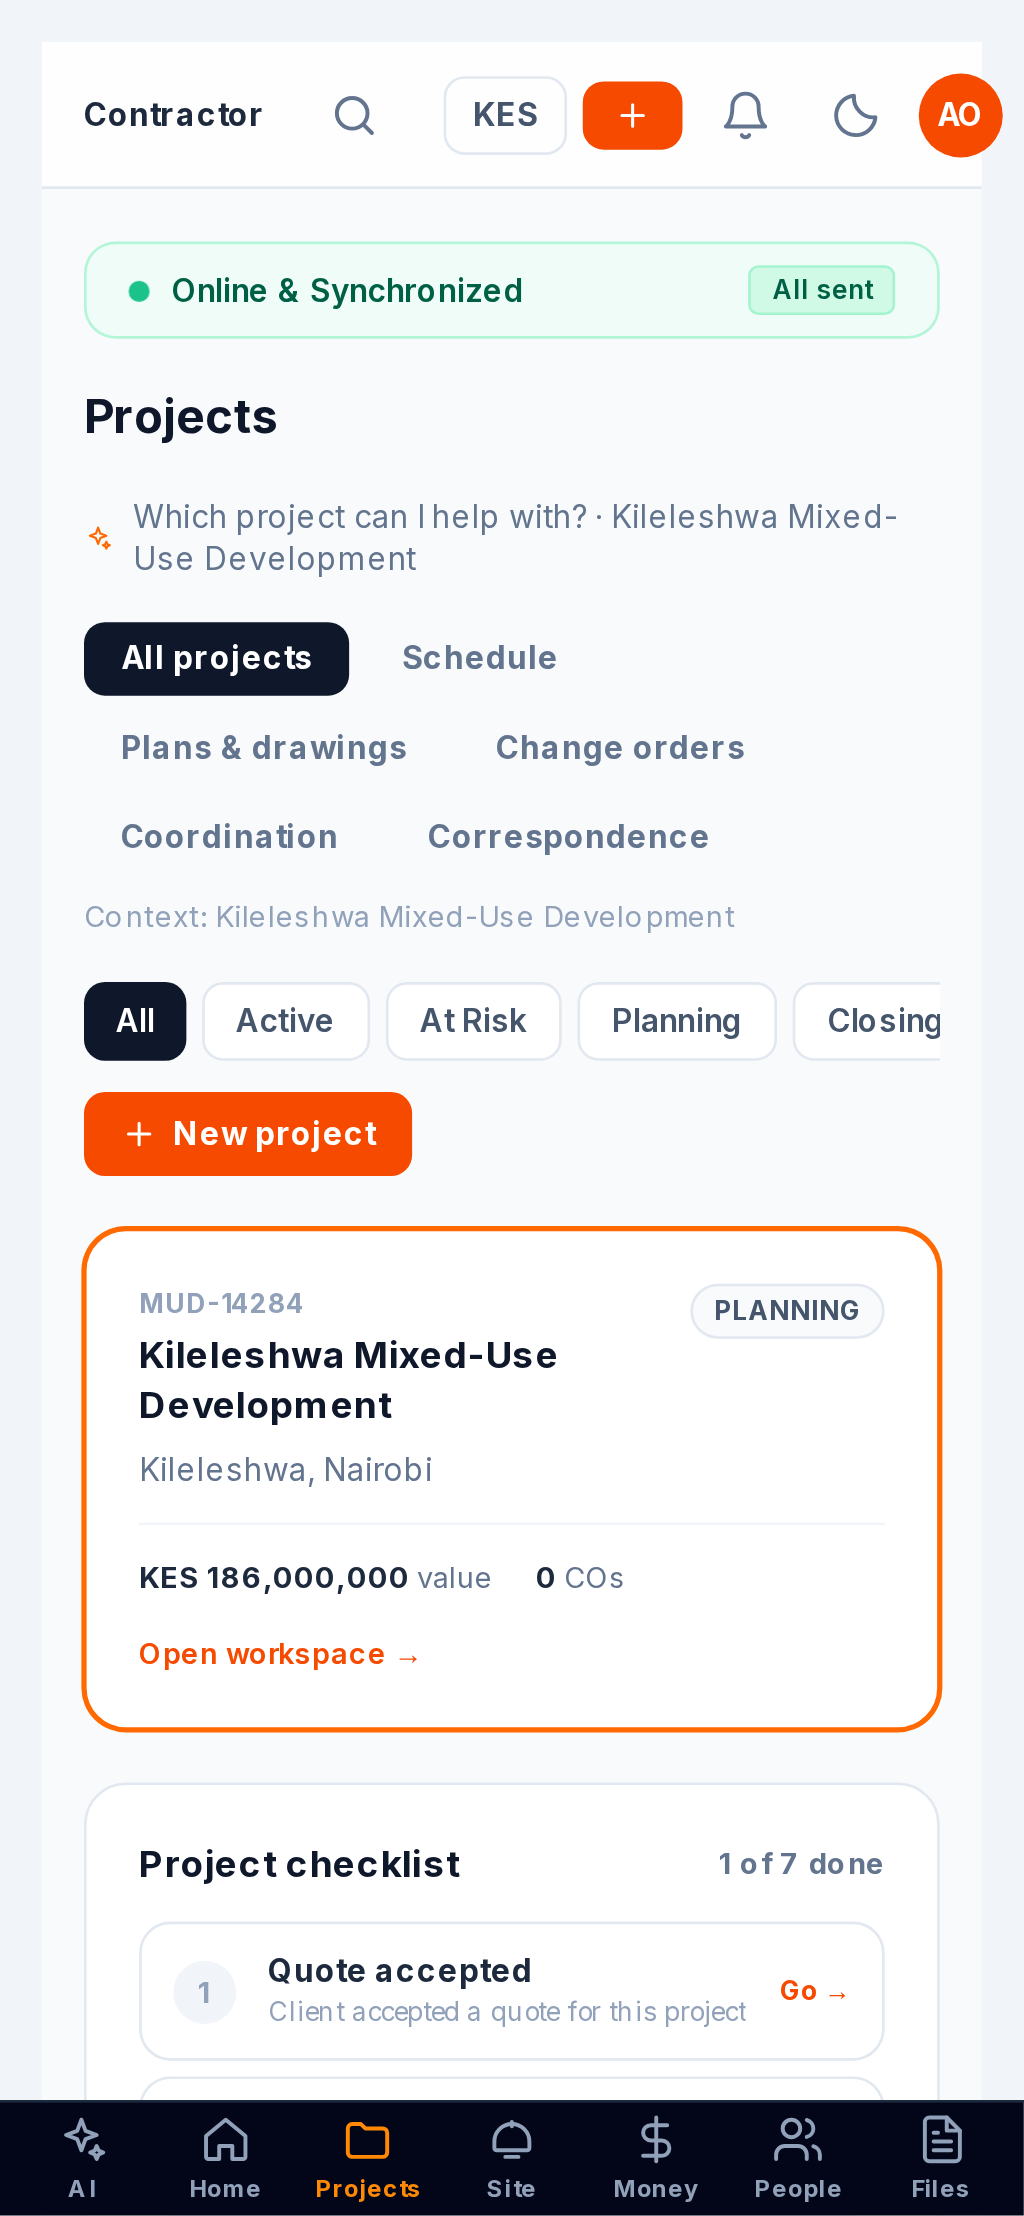 Contractor
KES
+
AO
Online & Synchronized
All sent
Projects
Which project can I help with? · Kileleshwa Mixed-
Use Development
All projects
Schedule
Plans & drawings
Change orders
Coordination
Correspondence
Context: Kileleshwa Mixed-Use Development
All
Active
At Risk
Planning
Closing
+ New project
MUD-14284
PLANNING
Kileleshwa Mixed-Use
Development
Kileleshwa, Nairobi
KES 186,000,000 value 0 COs
Open workspace →
Project checklist
1 of 7 done
1
Quote accepted
Client accepted a quote for this project
Go →
AI
Home
Projects
Site
Money
People
Files